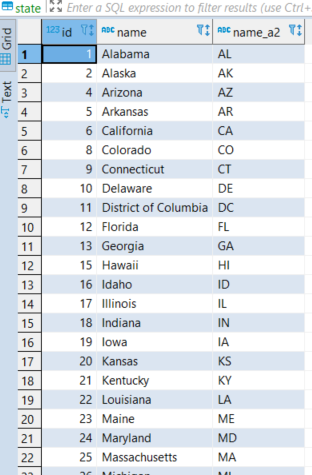 state Enter a SQL expression to filter results (use Ctrl+
Grid
Text
123 id ABC name ABC name_a2
1 1 Alabama AL
2 2 Alaska AK
3 4 Arizona AZ
4 5 Arkansas AR
5 6 California CA
6 8 Colorado CO
7 9 Connecticut CT
8 10 Delaware DE
9 11 District of Columbia DC
10 12 Florida FL
11 13 Georgia GA
12 15 Hawaii HI
13 16 Idaho ID
14 17 Illinois IL
15 18 Indiana IN
16 19 Iowa IA
17 20 Kansas KS
18 21 Kentucky KY
19 22 Louisiana LA
20 23 Maine ME
21 24 Maryland MD
22 25 Massachusetts MA